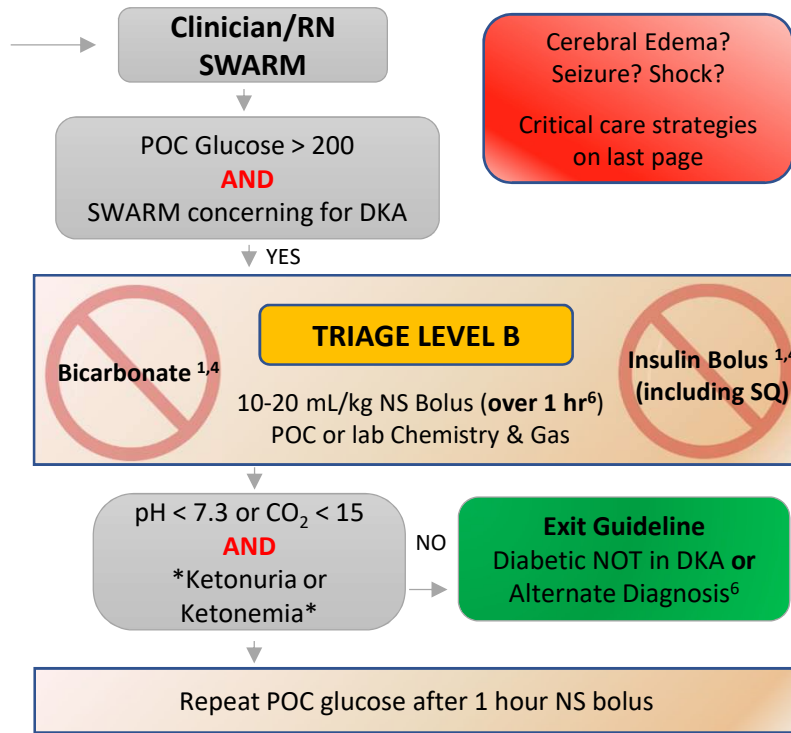 Clinician/RN
SWARM
Cerebral Edema?
Seizure? Shock?
Critical care strategies
on last page
POC Glucose > 200
AND
SWARM concerning for DKA
YES
Bicarbonate 1,4
TRIAGE LEVEL B
10-20 mL/kg NS Bolus (over 1 hr6)
POC or lab Chemistry & Gas
Insulin Bolus 1,4
(including SQ)
pH < 7.3 or CO2 < 15
AND
*Ketonuria or
Ketonemia*
NO
Exit Guideline
Diabetic NOT in DKA or
Alternate Diagnosis6
Repeat POC glucose after 1 hour NS bolus